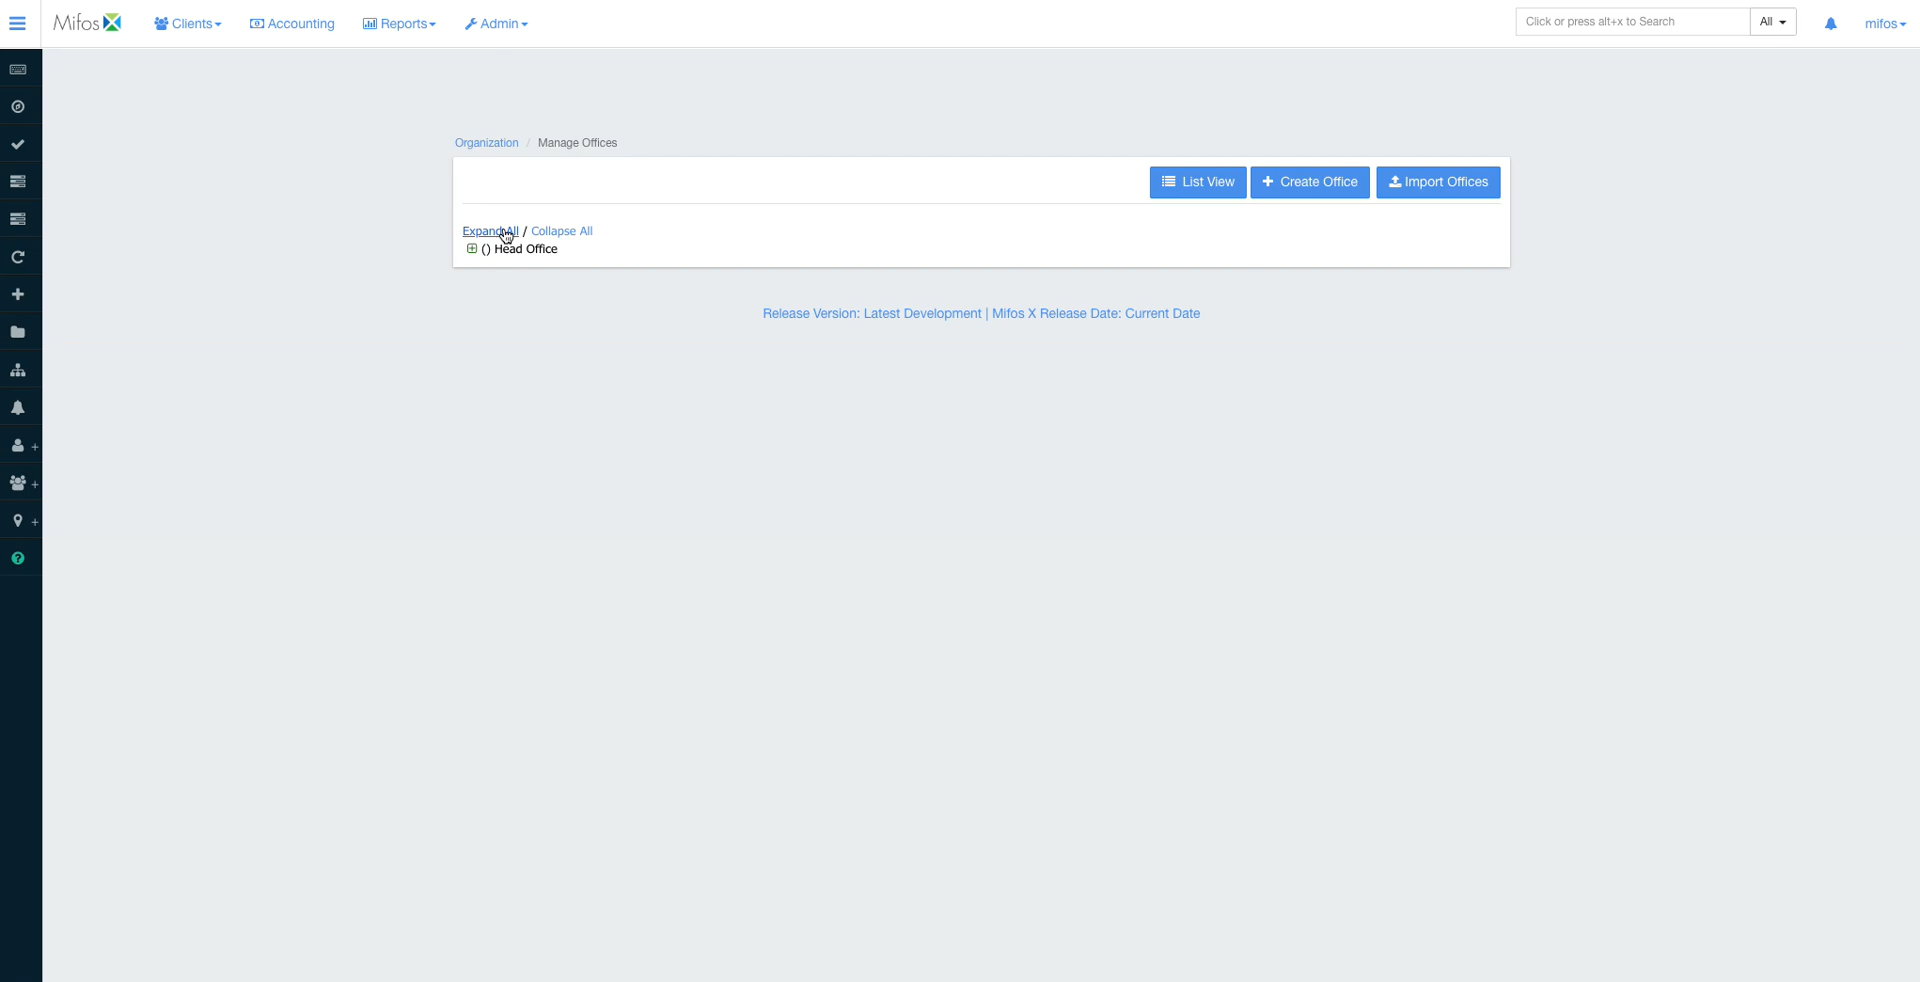 Mifos Clients Accounting Reports Admin Click or press alt+x to Search All mifos
Organization / Manage Offices
List View + Create Office Import Offices
Expand All / Collapse All
() Head Office
Release Version: Latest Development | Mifos X Release Date: Current Date